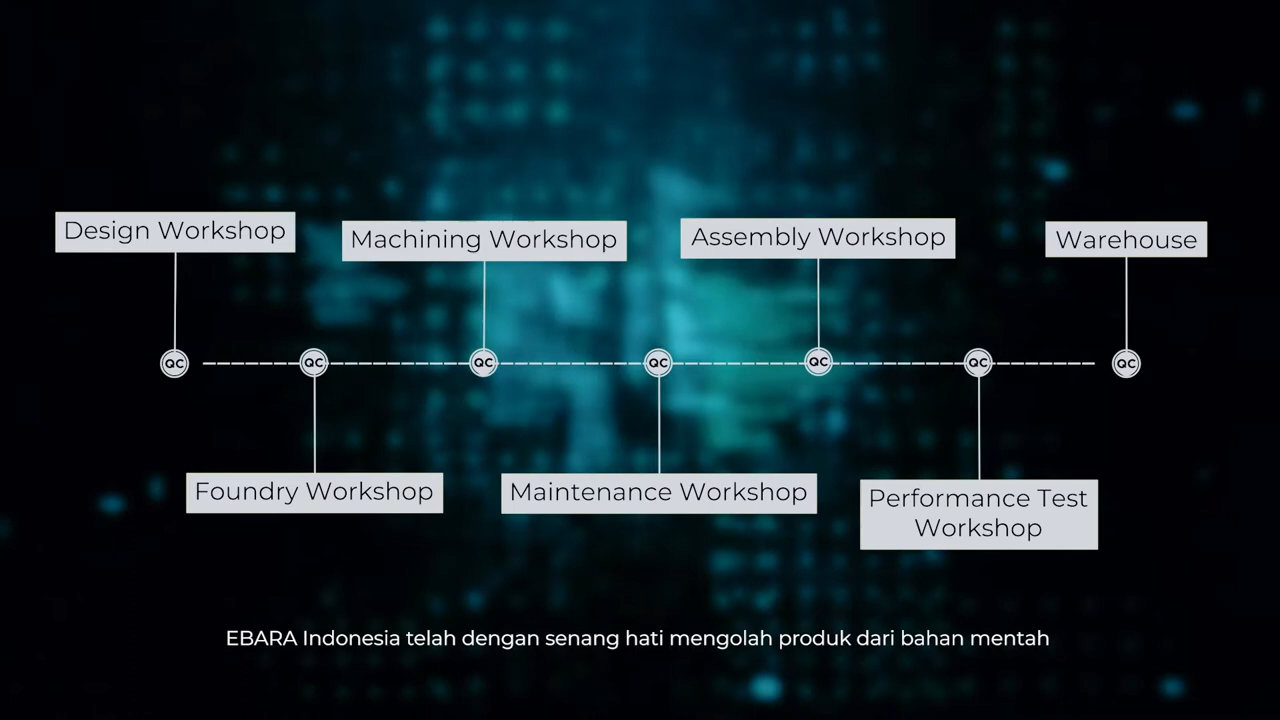 Design Workshop
Machining Workshop
Assembly Workshop
Warehouse
QC
QC
QC
QC
QC
QC
QC
Foundry Workshop
Maintenance Workshop
Performance Test
Workshop
EBARA Indonesia telah dengan senang hati mengolah produk dari bahan mentah